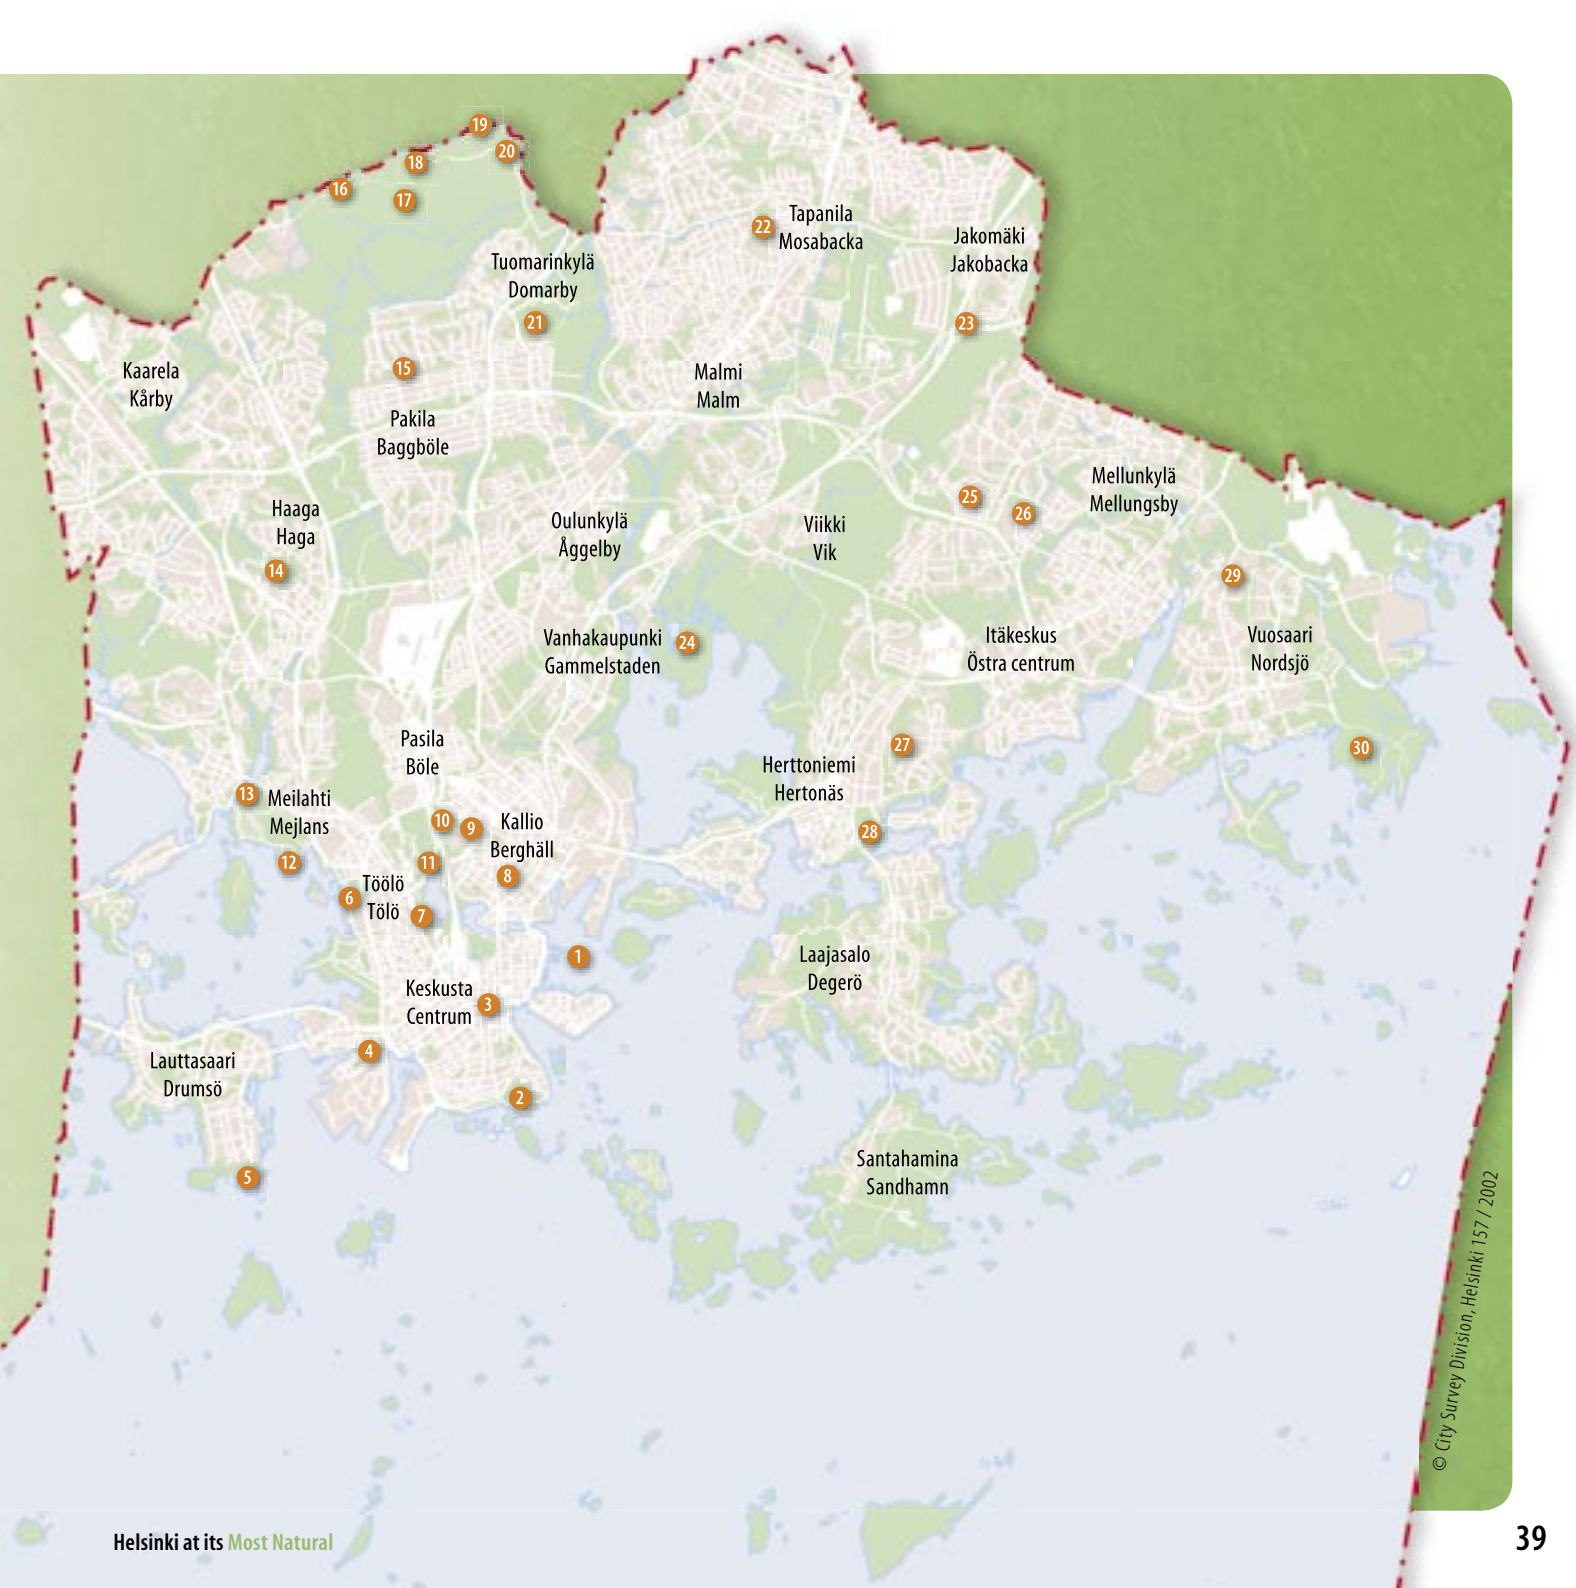 19
20
18
16
17
22
Tapanila
Mosabacka
Jakomäki
Jakobacka
Tuomarinkylä
Domarby
21
23
15
Kaarela
Kårby
Malmi
Malm
Pakila
Baggböle
Mellunkylä
Mellungsby
25
26
Haaga
Haga
14
Oulunkylä
Åggelby
Viikki
Vik
29
Vanhakaupunki
Gammelstaden
24
Itäkeskus
Östra centrum
Vuosaari
Nordsjö
Pasila
Böle
27
30
Herttoniemi
Hertonäs
13
Meilahti
Mejlans
10
9
Kallio
Berghäll
28
12
11
8
6
Töölö
Tölö
7
1
Laajasalo
Degerö
Keskusta
Centrum
3
4
Lauttasaari
Drumsö
2
5
Santahamina
Sandhamn
© City Survey Division, Helsinki 157 / 2002
Helsinki at its Most Natural
39